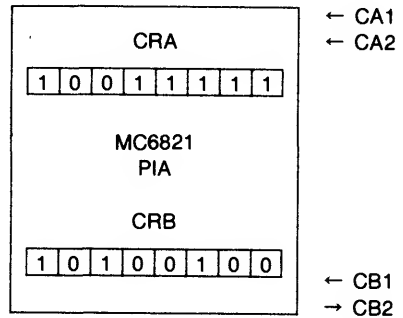 ← CA1
CRA
← CA2
1 0 0 1 1 1 1 1
MC6821
PIA
CRB
1 0 1 0 0 1 0 0
← CB1
→ CB2